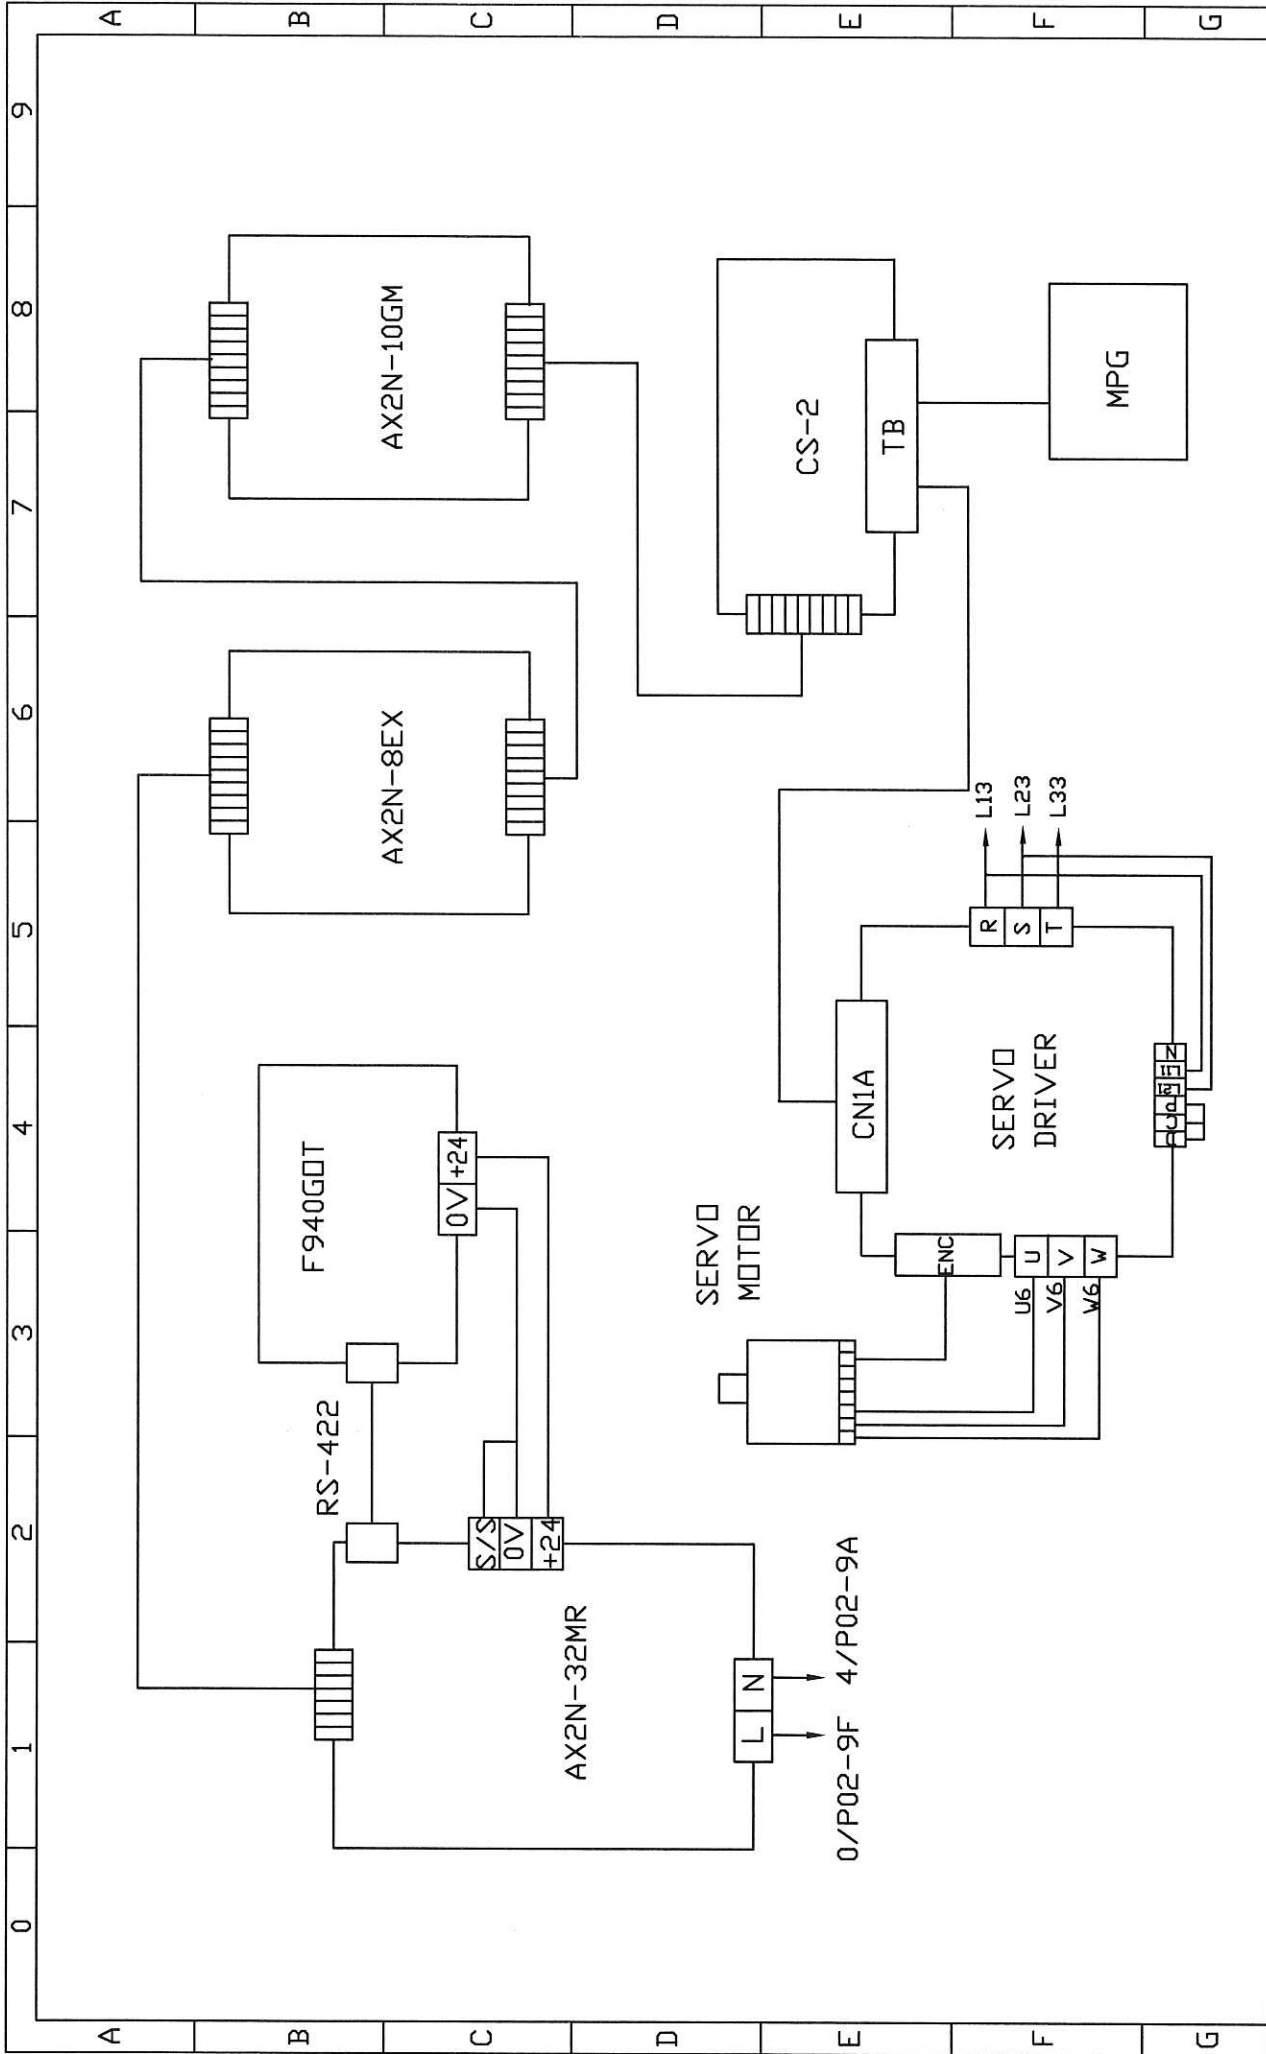 0 1 2 3 4 5 6 7 8 9
A
A
B
B
C
C
D
D
E
E
F
F
G
G
RS-422
F940GOT
AX2N-8EX
AX2N-10GM
0V +24
S/S
0V
+24
AX2N-32MR
L N
0/P02-9F 4/P02-9A
SERVO
MOTOR
CS-2
TB
MPG
CN1A
ENC
U6 U
V6 V
W6 W
SERVO
DRIVER
R L13
S L23
T L33
P L21 L11 N